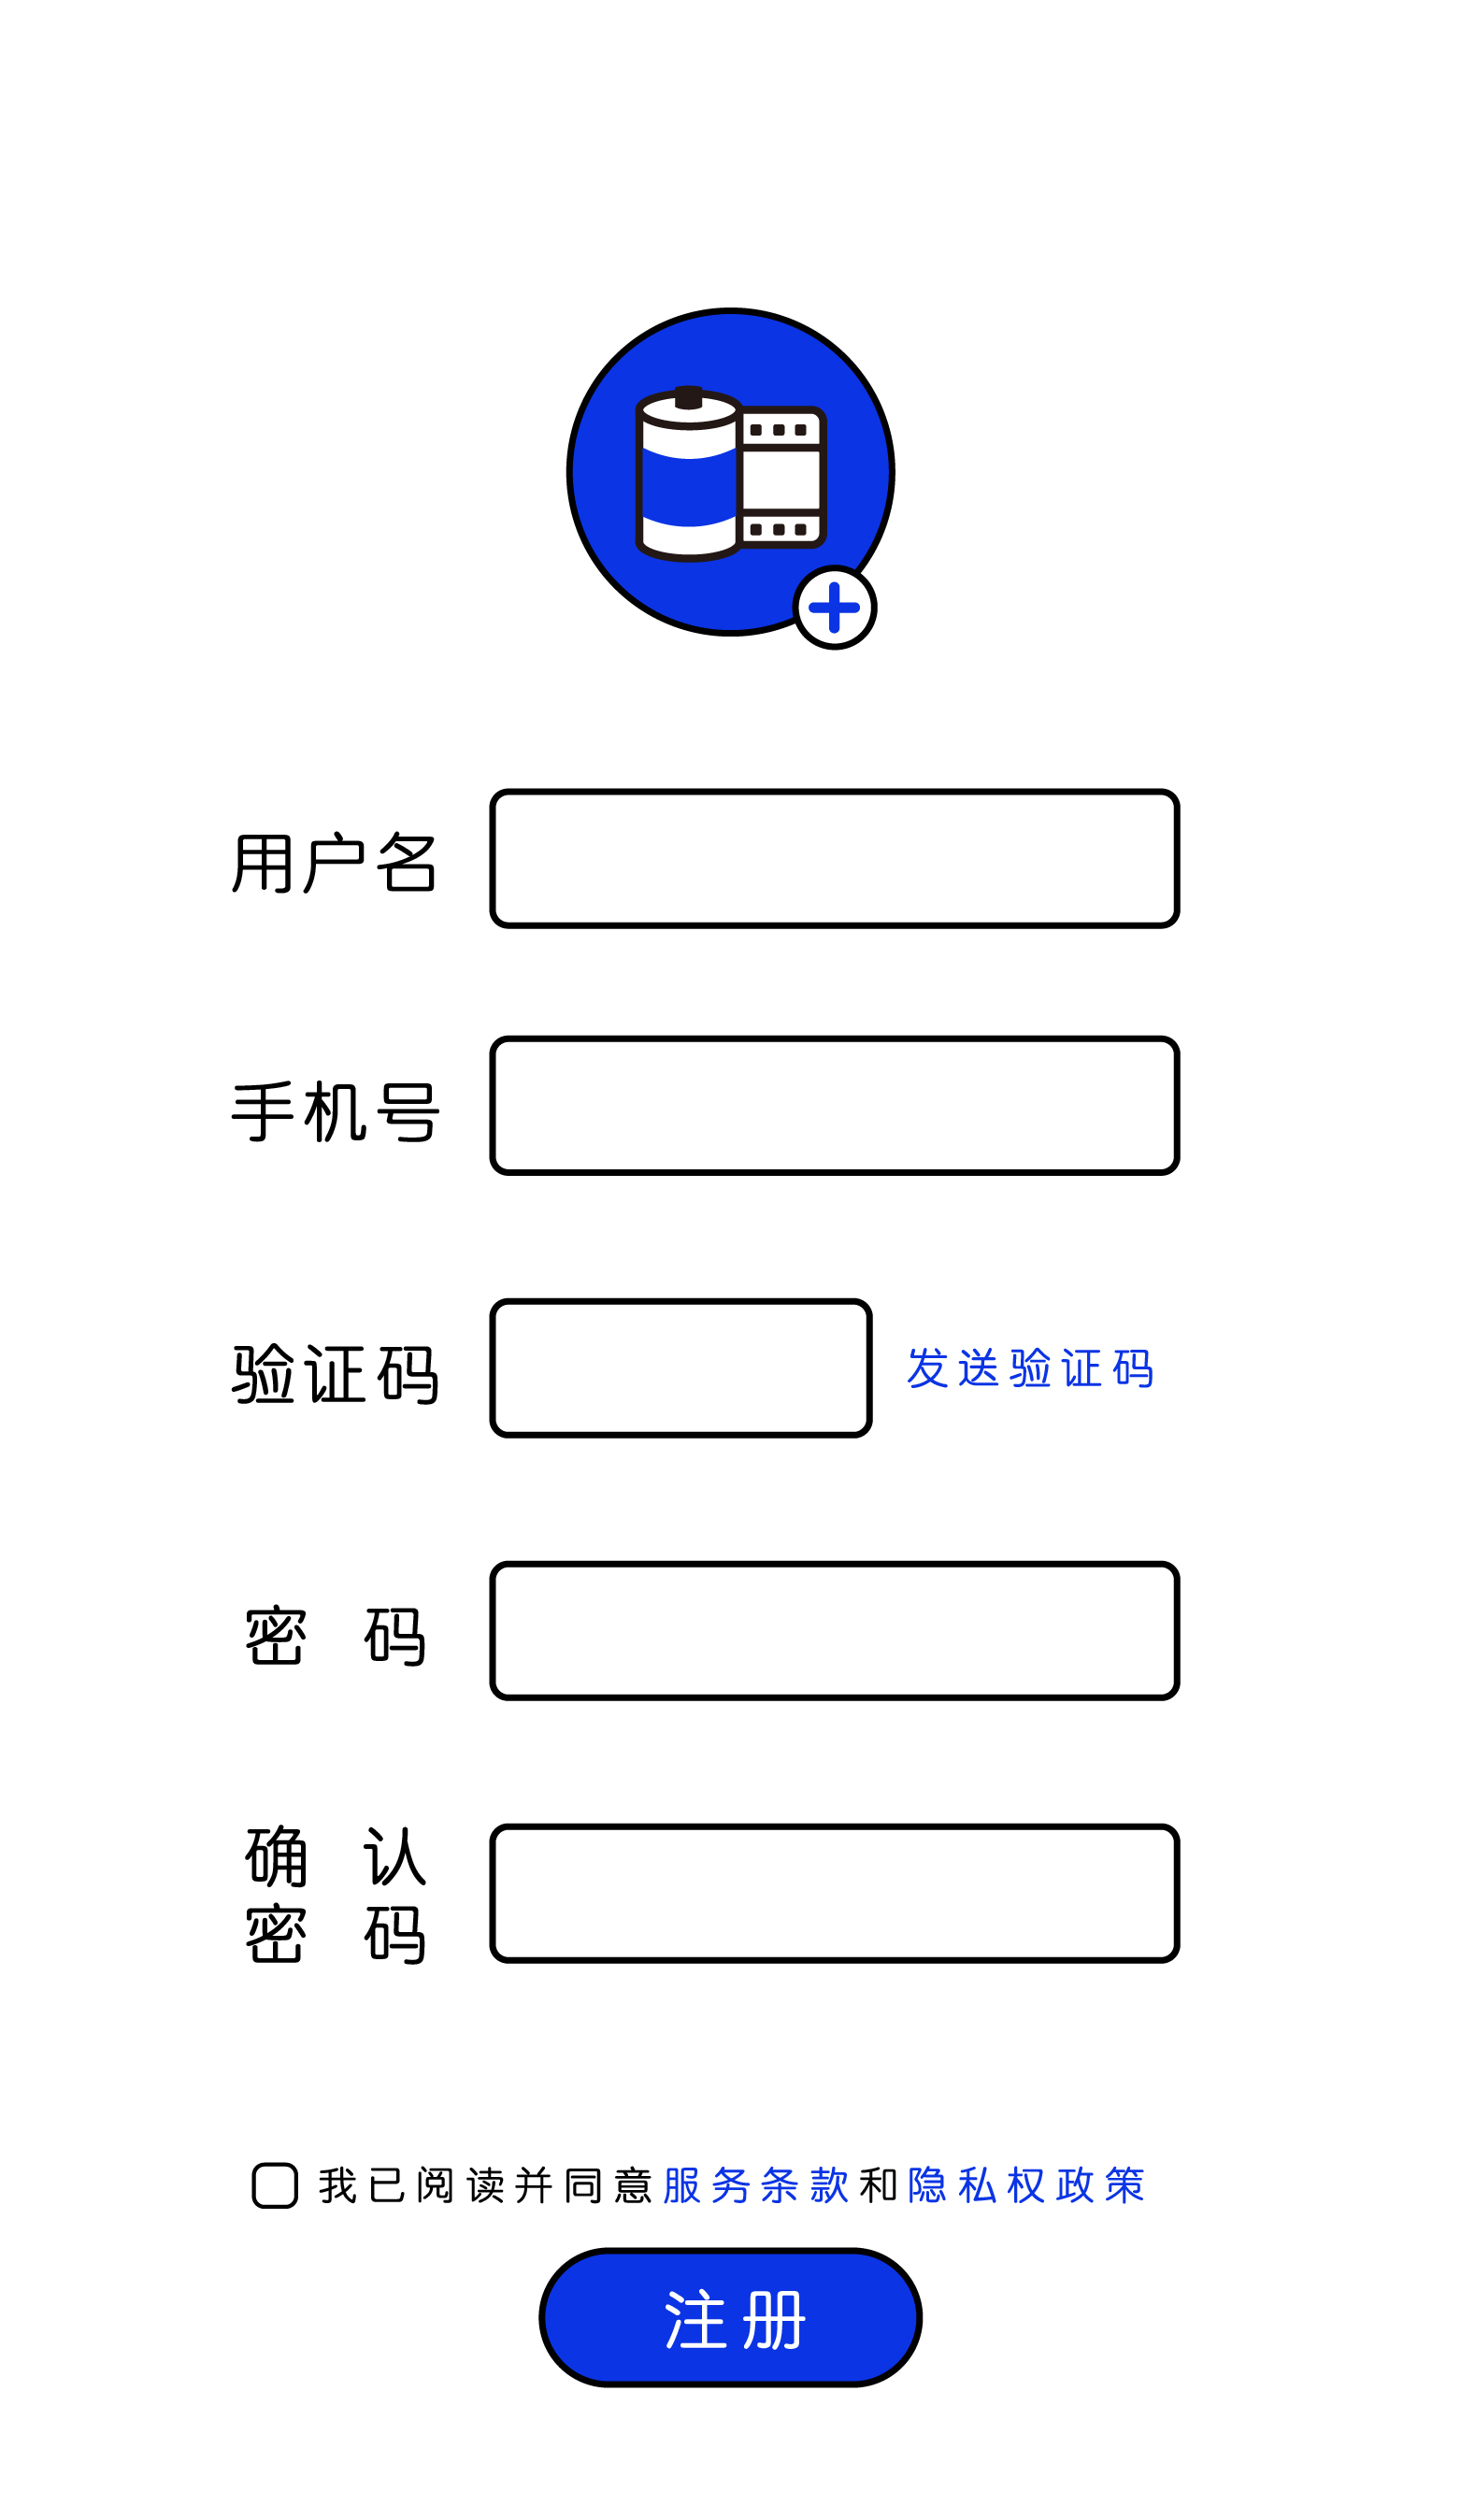 用户名
手机号
验证码 发送验证码
密 码
确 认
密 码
我已阅读并同意服务条款和隐私权政策
注册